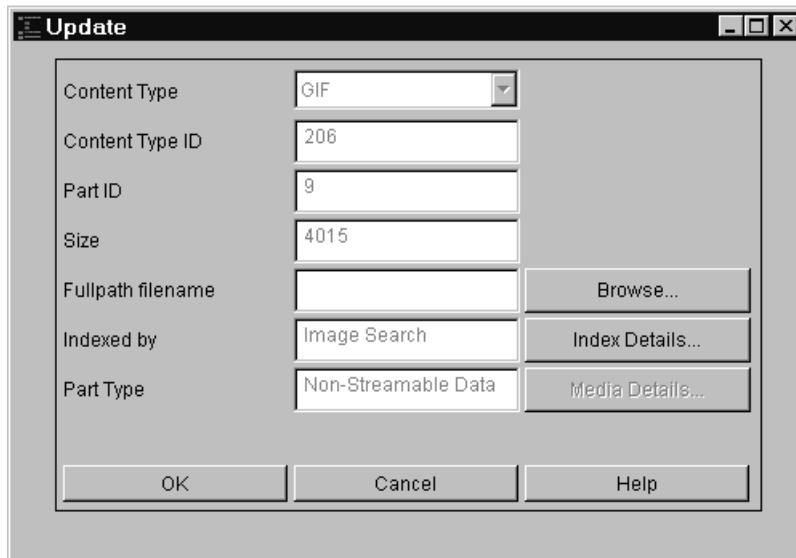 Update
Content Type GIF
Content Type ID 206
Part ID 9
Size 4015
Fullpath filename Browse...
Indexed by Image Search Index Details...
Part Type Non-Streamable Data Media Details...
OK Cancel Help